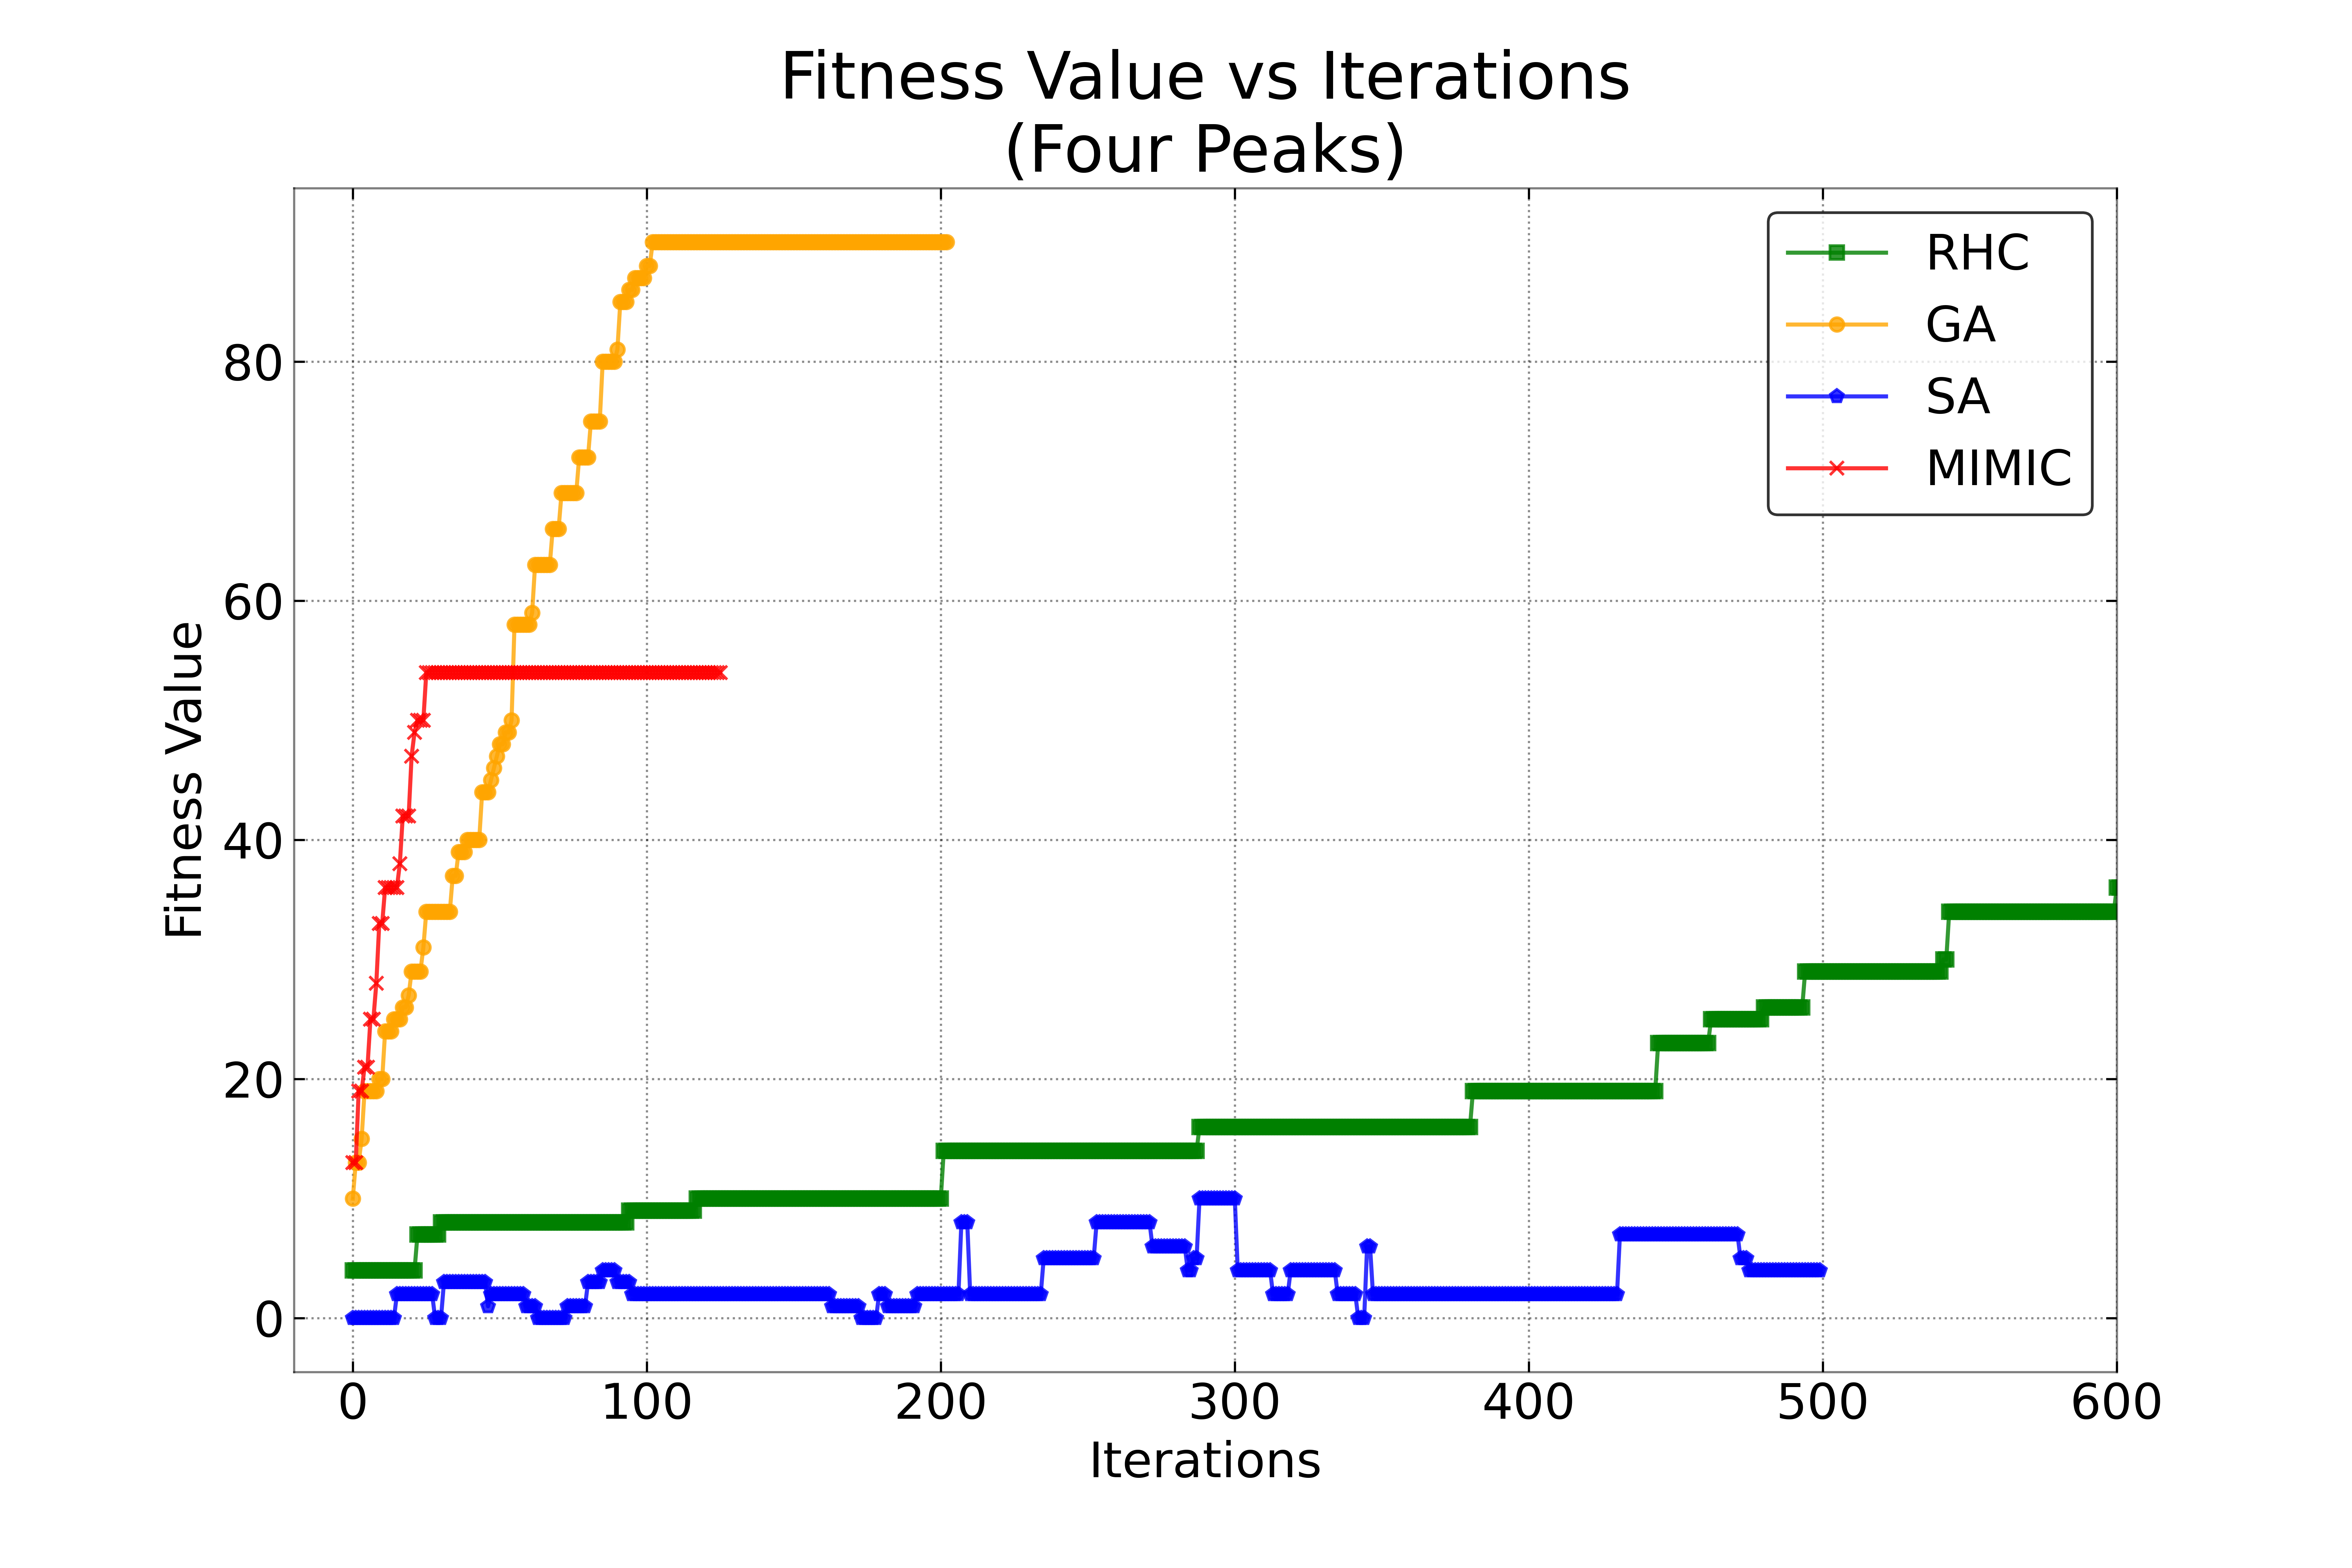 Fitness Value vs Iterations
(Four Peaks)
RHC
GA
SA
MIMIC
Fitness Value
80
60
40
20
0
0 100 200 300 400 500 600
Iterations